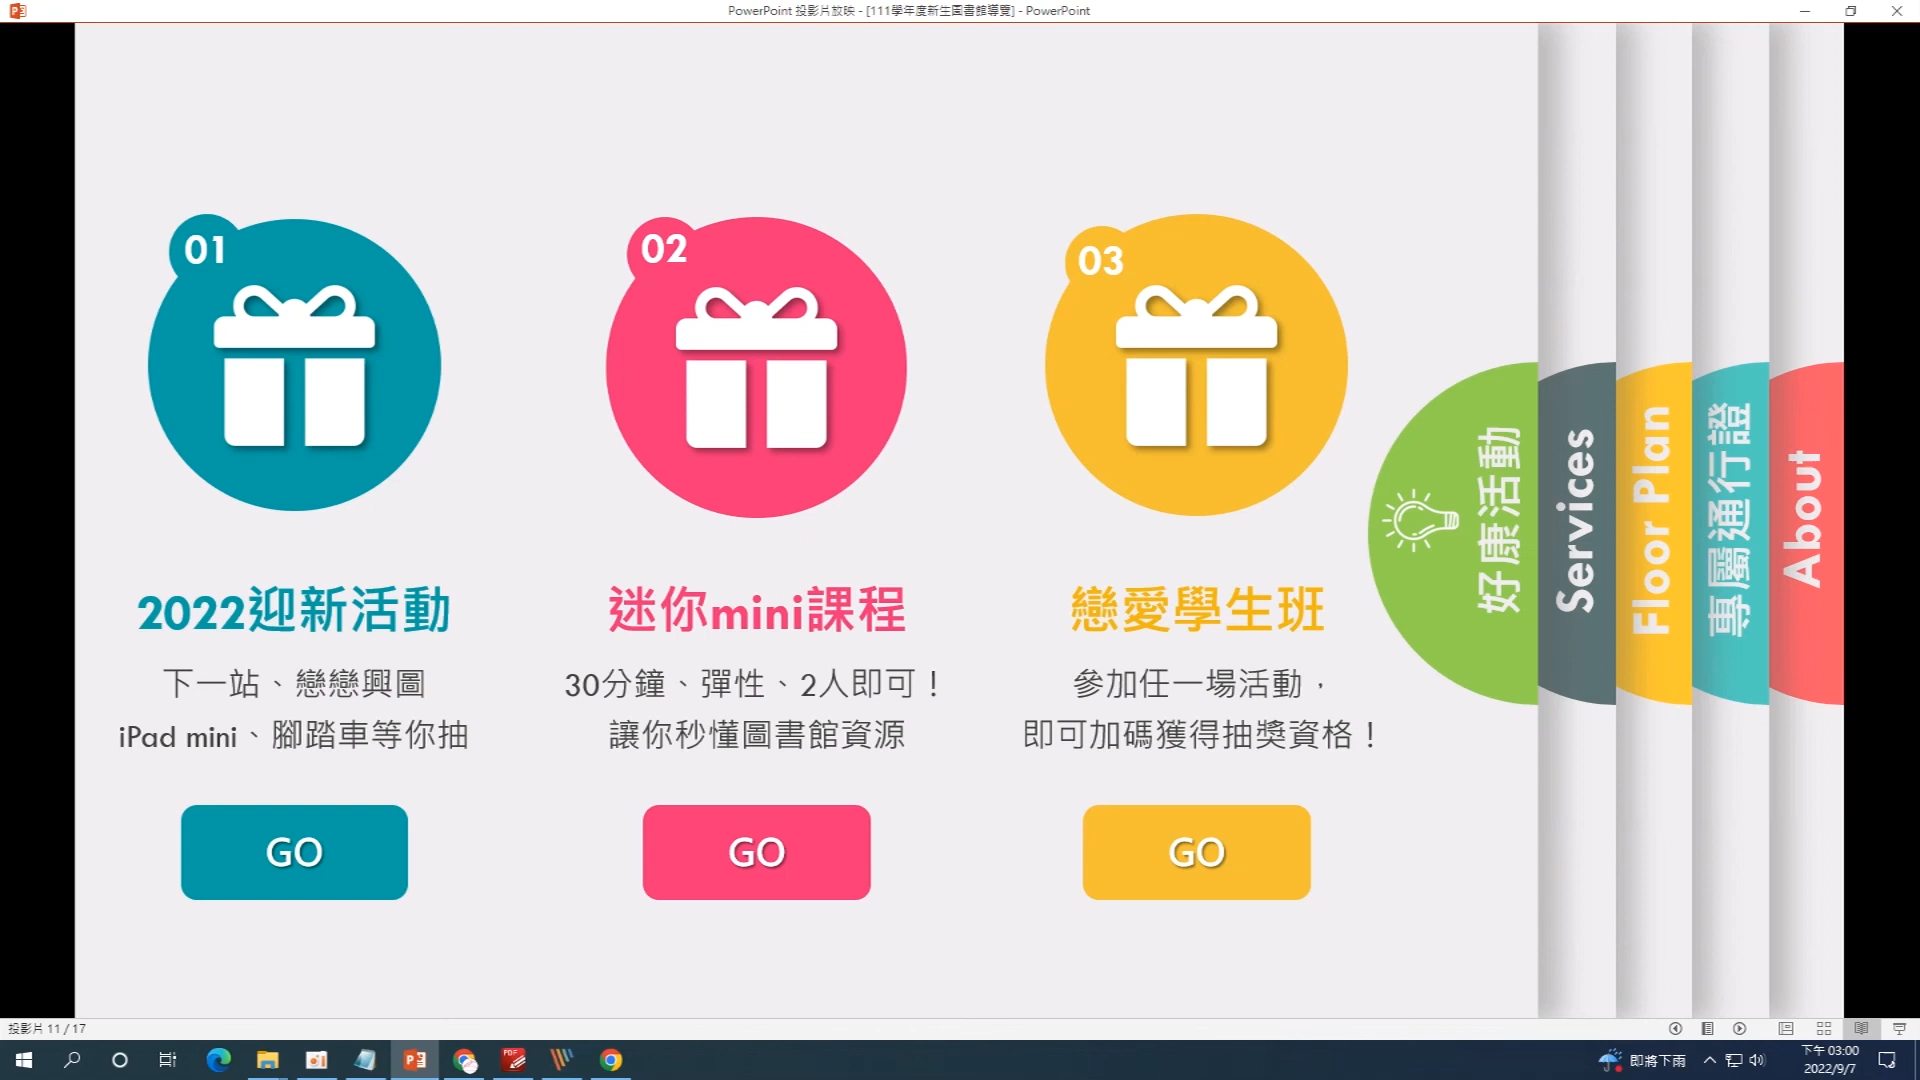 PowerPoint 投影片放映 - [111學年度新生圖書館導覽] - PowerPoint
01
2022迎新活動
下一站、戀戀興圖
iPad mini、腳踏車等你抽
GO
02
迷你mini課程
30分鐘、彈性、2人即可！
讓你秒懂圖書館資源
GO
03
戀愛學生班
參加任一場活動，
即可加碼獲得抽獎資格！
GO
好康活動
Services
Floor Plan
專屬通行證
About
投影片 11 / 17
即將下雨
下午 03:00
2022/9/7